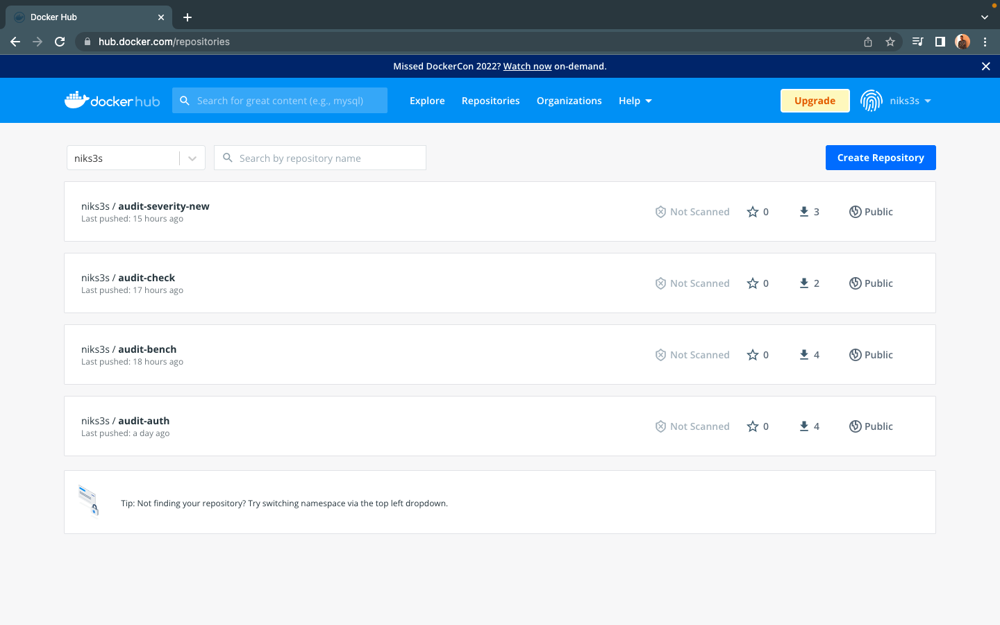 Docker Hub
hub.docker.com/repositories
Missed DockerCon 2022? Watch now on-demand.
docker hub
Search for great content (e.g., mysql)
Explore
Repositories
Organizations
Help
Upgrade
niks3s
niks3s
Search by repository name
Create Repository
niks3s / audit-severity-new
Last pushed: 15 hours ago
Not Scanned
0
3
Public
niks3s / audit-check
Last pushed: 17 hours ago
Not Scanned
0
2
Public
niks3s / audit-bench
Last pushed: 18 hours ago
Not Scanned
0
4
Public
niks3s / audit-auth
Last pushed: a day ago
Not Scanned
0
4
Public
Tip: Not finding your repository? Try switching namespace via the top left dropdown.